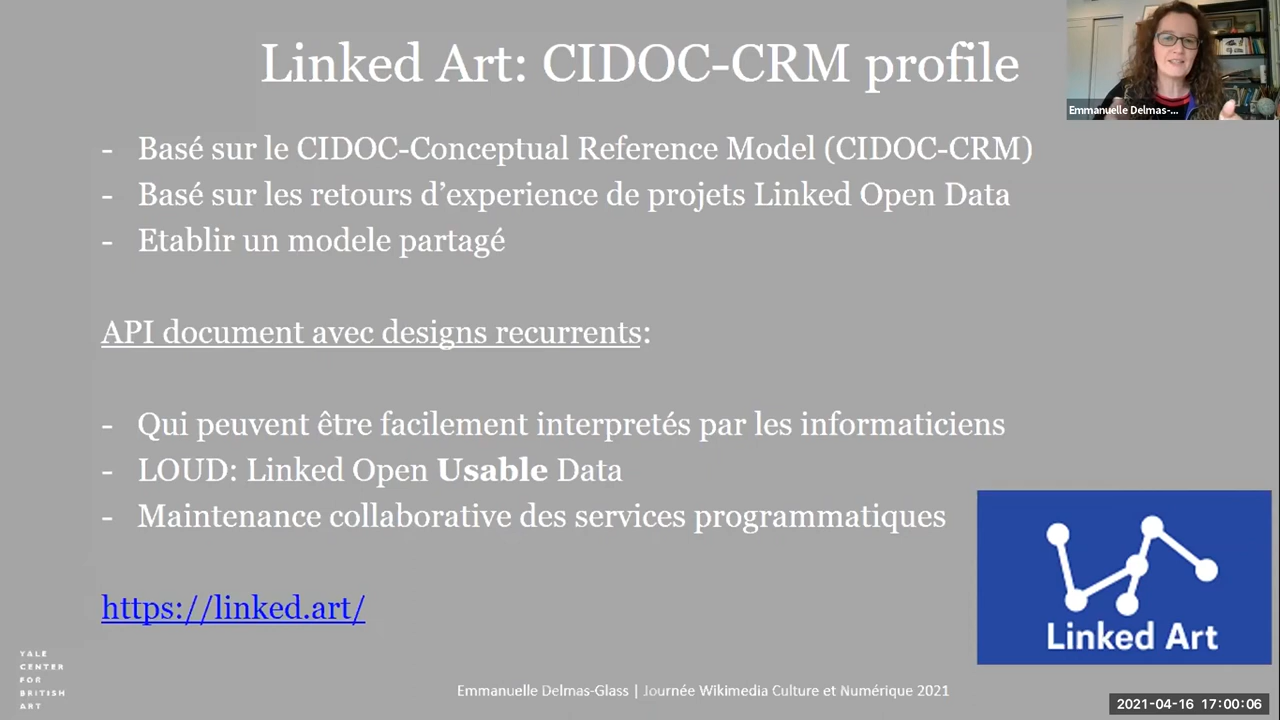 Linked Art: CIDOC-CRM profile
Emmanuelle Delmas-...
- Basé sur le CIDOC-Conceptual Reference Model (CIDOC-CRM)
- Basé sur les retours d'experience de projets Linked Open Data
- Etablir un modele partagé
API document avec designs recurrents:
- Qui peuvent être facilement interpretés par les informaticiens
- LOUD: Linked Open Usable Data
- Maintenance collaborative des services programmatiques
https://linked.art/
Linked Art
YALE
CENTER
FOR
BRITISH
ART
Emmanuelle Delmas-Glass | Journée Wikimedia Culture et Numérique 2021
2021-04-16 17:00:06